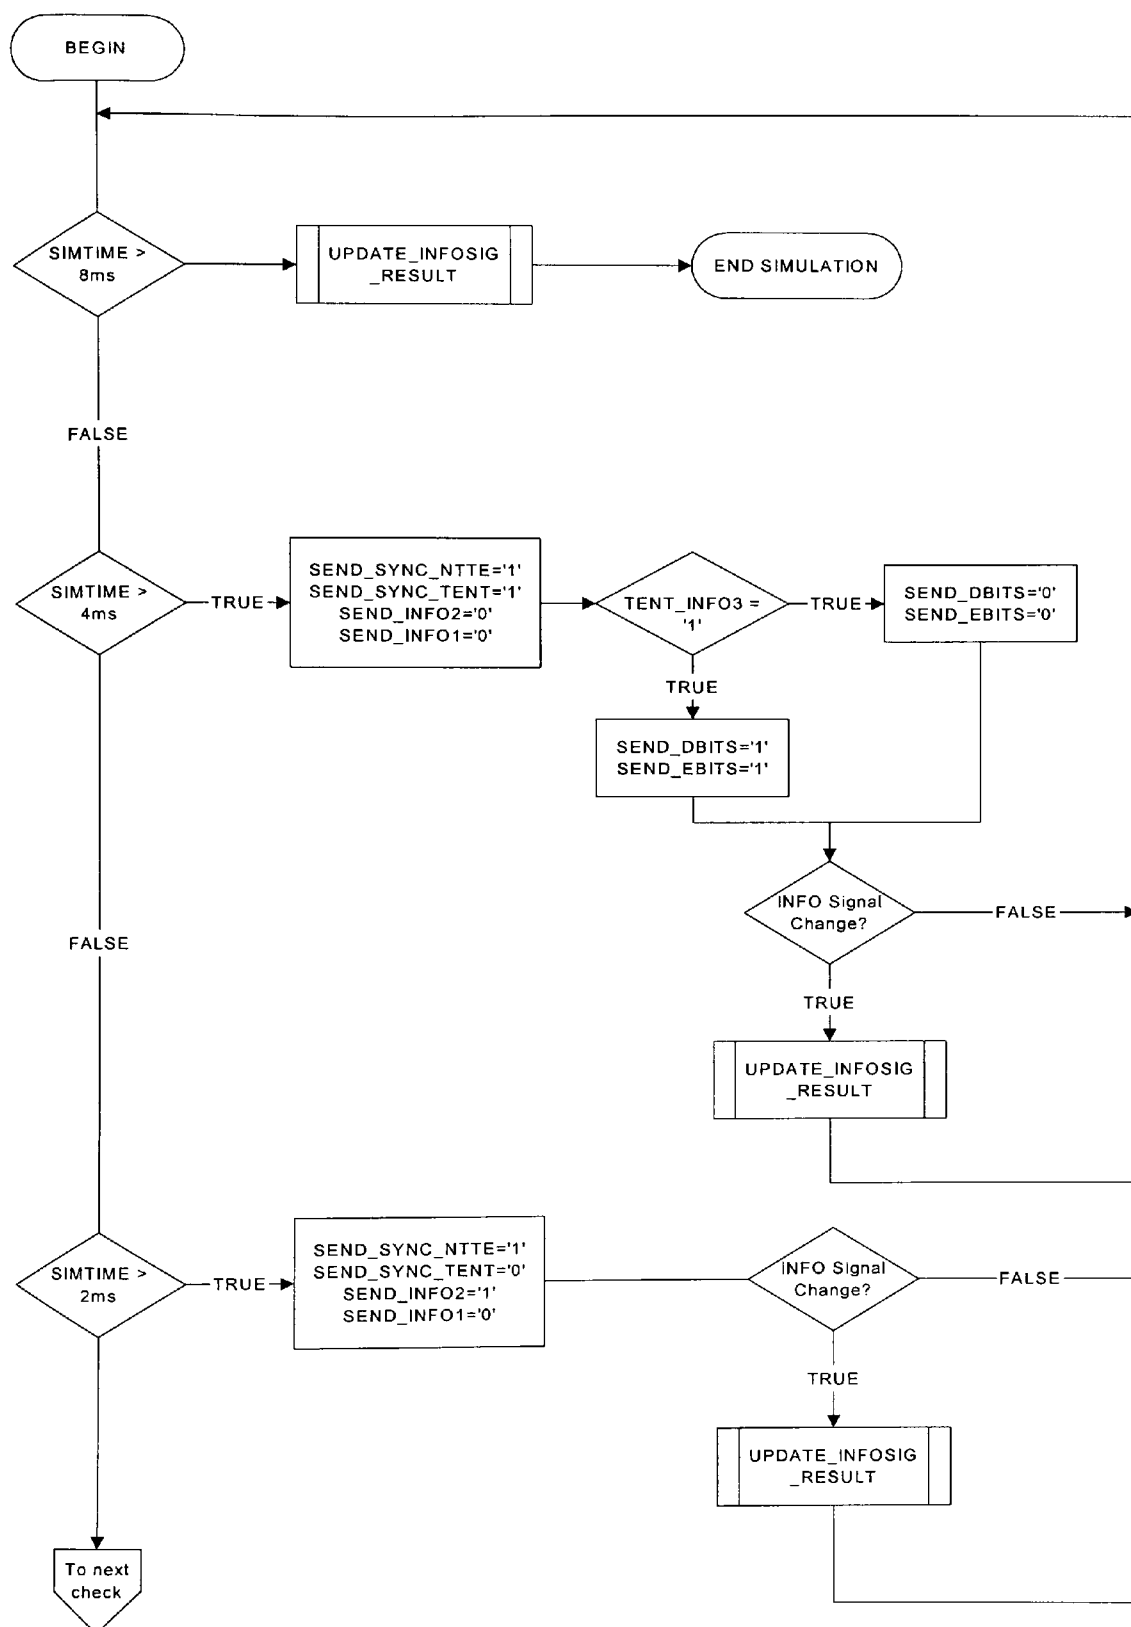 BEGIN
SIMTIME >
8ms
UPDATE_INFOSIG
_RESULT
END SIMULATION
FALSE
SIMTIME >
4ms
TRUE
SEND_SYNC_NTTE='1'
SEND_SYNC_TENT='1'
SEND_INFO2='0'
SEND_INFO1='0'
TENT_INFO3 =
'1'
TRUE
SEND_DBITS='0'
SEND_EBITS='0'
TRUE
SEND_DBITS='1'
SEND_EBITS='1'
INFO Signal
Change?
FALSE
FALSE
TRUE
UPDATE_INFOSIG
_RESULT
SIMTIME >
2ms
TRUE
SEND_SYNC_NTTE='1'
SEND_SYNC_TENT='0'
SEND_INFO2='1'
SEND_INFO1='0'
INFO Signal
Change?
FALSE
TRUE
UPDATE_INFOSIG
_RESULT
To next
check